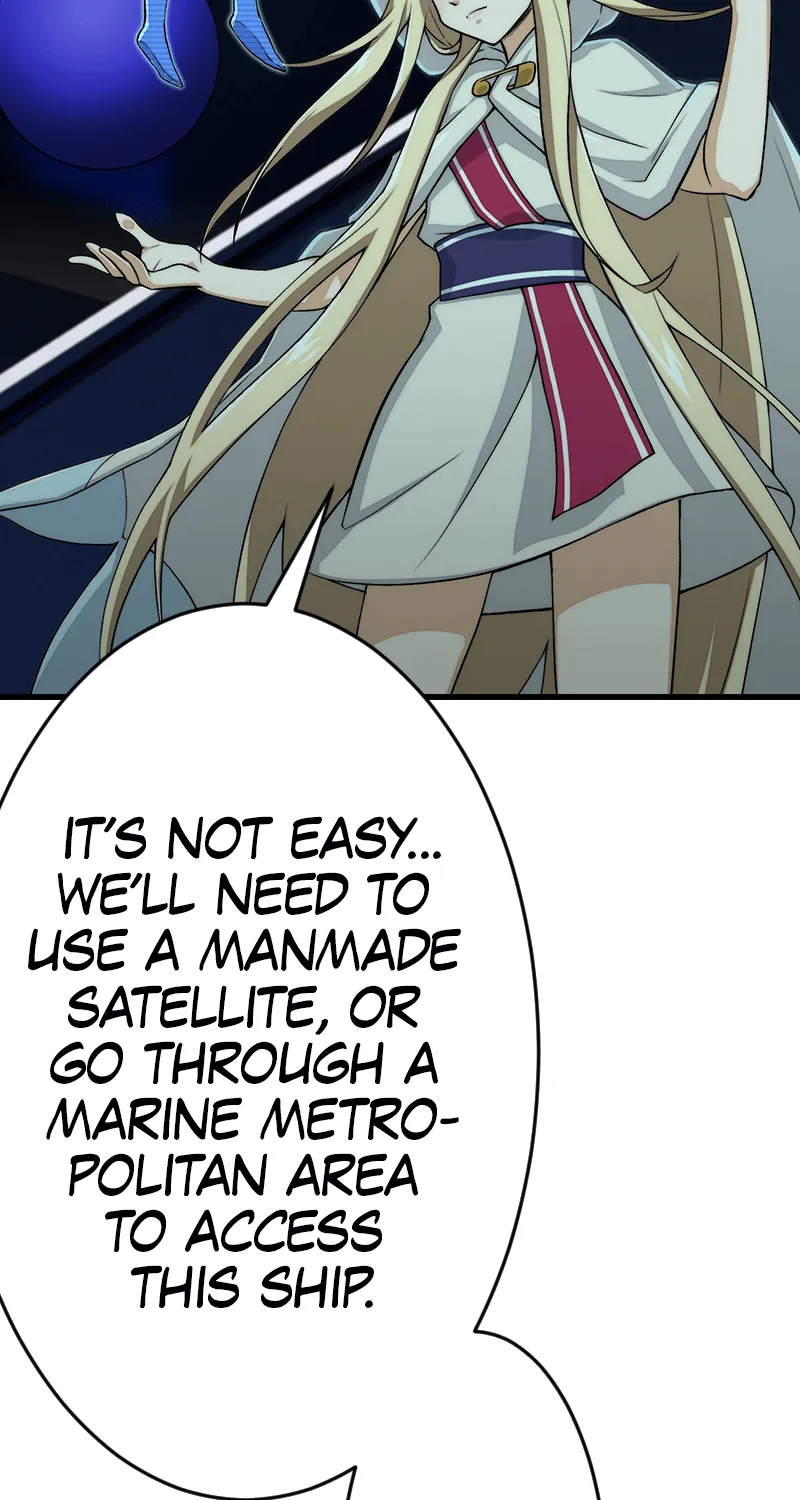 IT'S NOT EASY...
WE'LL NEED TO
USE A MANMADE
SATELLITE, OR
GO THROUGH A
MARINE METRO-
POLITAN AREA
TO ACCESS
THIS SHIP.